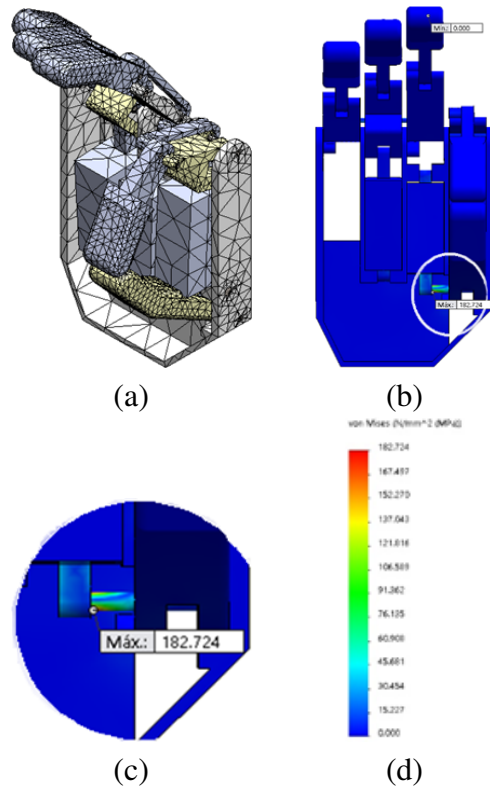 Mín.: 0.000
Máx.: 182.724
(a)
(b)
von Mises (N/mm^2 (MPa))
182.724
167.497
152.270
137.043
121.816
106.588
91.362
76.135
60.908
45.681
30.454
15.227
0.000
Máx.: 182.724
(c)
(d)